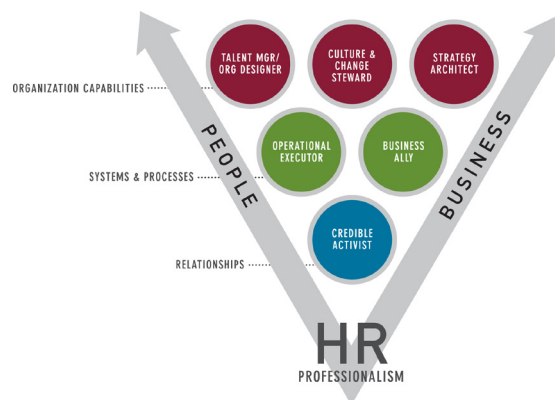 TALENT MGR/
ORG DESIGNER
CULTURE &
CHANGE
STEWARD
STRATEGY
ARCHITECT
ORGANIZATION CAPABILITIES
PEOPLE
BUSINESS
OPERATIONAL
EXECUTOR
BUSINESS
ALLY
SYSTEMS & PROCESSES
CREDIBLE
ACTIVIST
RELATIONSHIPS
HR
PROFESSIONALISM